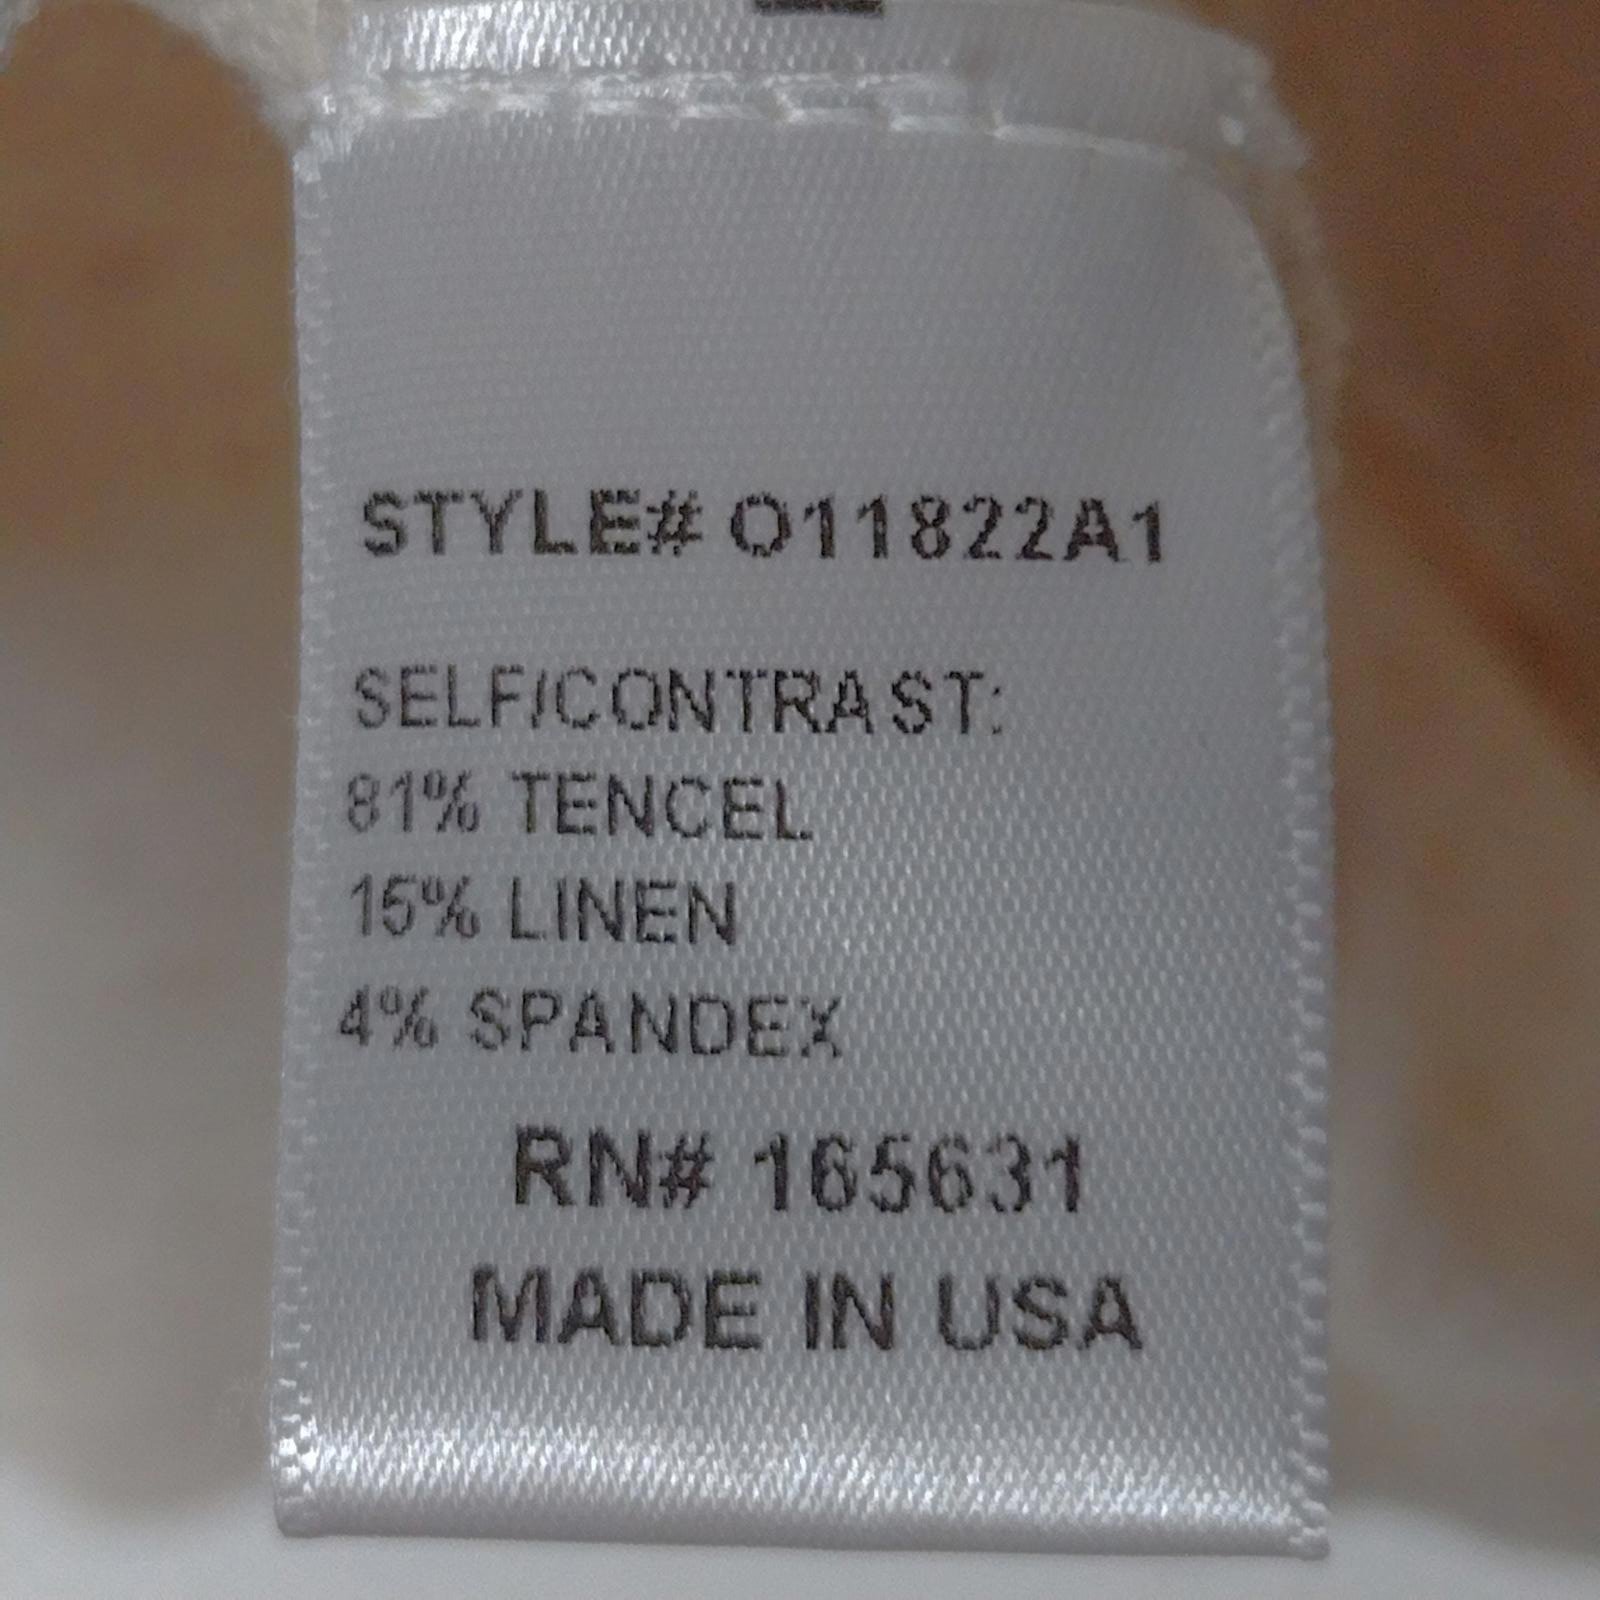 STYLE# O11822A1
SELF/CONTRAST:
81% TENCEL
15% LINEN
4% SPANDEX
RN# 165631
MADE IN USA